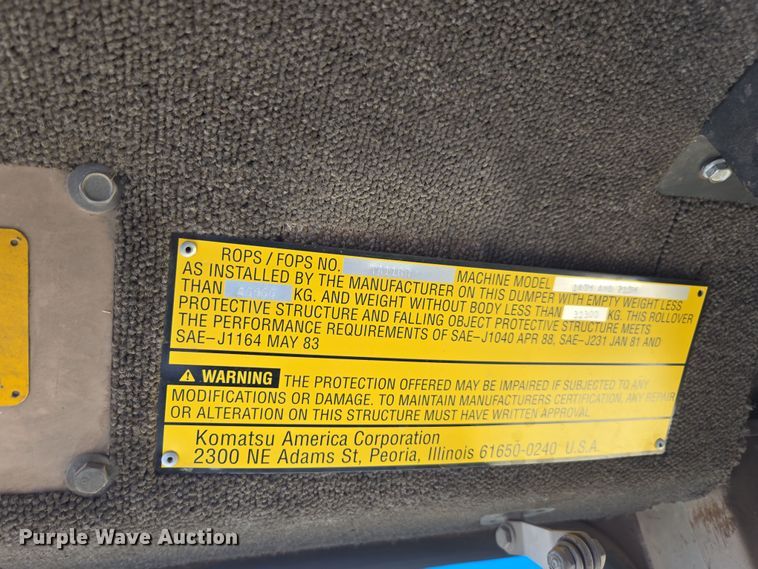 ROPS / FOPS NO. MACHINE MODEL
AS INSTALLED BY THE MANUFACTURER ON THIS DUMPER WITH EMPTY WEIGHT LESS
THAN KG. AND WEIGHT WITHOUT BODY LESS THAN KG. THIS ROLLOVER
PROTECTIVE STRUCTURE AND FALLING OBJECT PROTECTIVE STRUCTURE MEETS
THE PERFORMANCE REQUIREMENTS OF SAE–J1040 APR 88, SAE–J231 JAN 81 AND
SAE–J1164 MAY 83
WARNING THE PROTECTION OFFERED MAY BE IMPAIRED IF SUBJECTED TO ANY
MODIFICATIONS OR DAMAGE. TO MAINTAIN MANUFACTURERS CERTIFICATION, ANY REPAIR
OR ALTERATION ON THIS STRUCTURE MUST HAVE WRITTEN APPROVAL
Komatsu America Corporation
2300 NE Adams St, Peoria, Illinois 61650-0240 U.S.A.
Purple Wave Auction